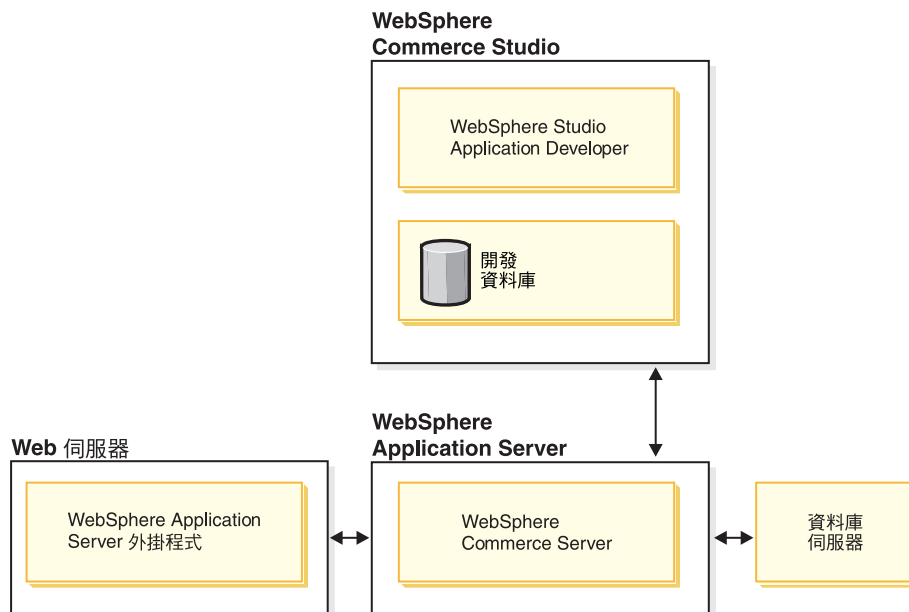 WebSphere
Commerce Studio
WebSphere Studio
Application Developer
開發
資料庫
WebSphere
Application Server
Web 伺服器
WebSphere Application
Server 外掛程式
WebSphere
Commerce Server
資料庫
伺服器